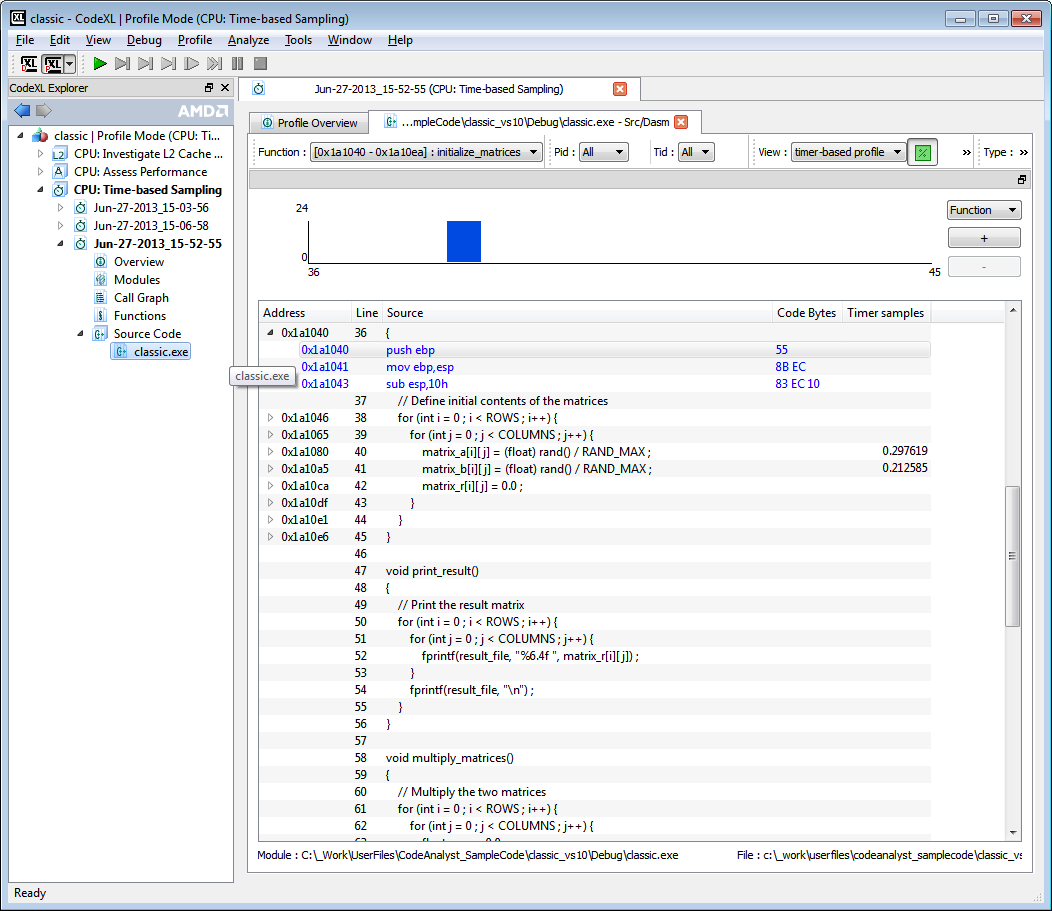 XL classic - CodeXL | Profile Mode (CPU: Time-based Sampling)
File Edit View Debug Profile Analyze Tools Window Help
XL XL
CodeXL Explorer
AMD
classic | Profile Mode (CPU: Ti...
L2 CPU: Investigate L2 Cache ...
A CPU: Assess Performance
CPU: Time-based Sampling
Jun-27-2013_15-03-56
Jun-27-2013_15-06-58
Jun-27-2013_15-52-55
Overview
Modules
Call Graph
Functions
Source Code
classic.exe
classic.exe
Jun-27-2013_15-52-55 (CPU: Time-based Sampling)
Profile Overview ...mpleCode\classic_vs10\Debug\classic.exe - Src/Dasm
Function : [0x1a1040 - 0x1a10ea] : initialize_matrices Pid : All Tid : All View : timer-based profile % » Type : »
24
0
36 45
Function
+
-
Address Line Source Code Bytes Timer samples
0x1a1040 36 {
0x1a1040 push ebp 55
0x1a1041 mov ebp,esp 8B EC
0x1a1043 sub esp,10h 83 EC 10
37 // Define initial contents of the matrices
0x1a1046 38 for (int i = 0 ; i < ROWS ; i++) {
0x1a1065 39 for (int j = 0 ; j < COLUMNS ; j++) {
0x1a1080 40 matrix_a[i][j] = (float) rand() / RAND_MAX ; 0.297619
0x1a10a5 41 matrix_b[i][j] = (float) rand() / RAND_MAX ; 0.212585
0x1a10ca 42 matrix_r[i][j] = 0.0 ;
0x1a10df 43 }
0x1a10e1 44 }
0x1a10e6 45 }
46
47 void print_result()
48 {
49 // Print the result matrix
50 for (int i = 0 ; i < ROWS ; i++) {
51 for (int j = 0 ; j < COLUMNS ; j++) {
52 fprintf(result_file, "%6.4f ", matrix_r[i][j]) ;
53 }
54 fprintf(result_file, "\n") ;
55 }
56 }
57
58 void multiply_matrices()
59 {
60 // Multiply the two matrices
61 for (int i = 0 ; i < ROWS ; i++) {
62 for (int j = 0 ; j < COLUMNS ; j++) {
Module : C:\_Work\UserFiles\CodeAnalyst_SampleCode\classic_vs10\Debug\classic.exe File : c:\_work\userfiles\codeanalyst_samplecode\classic_vs
Ready